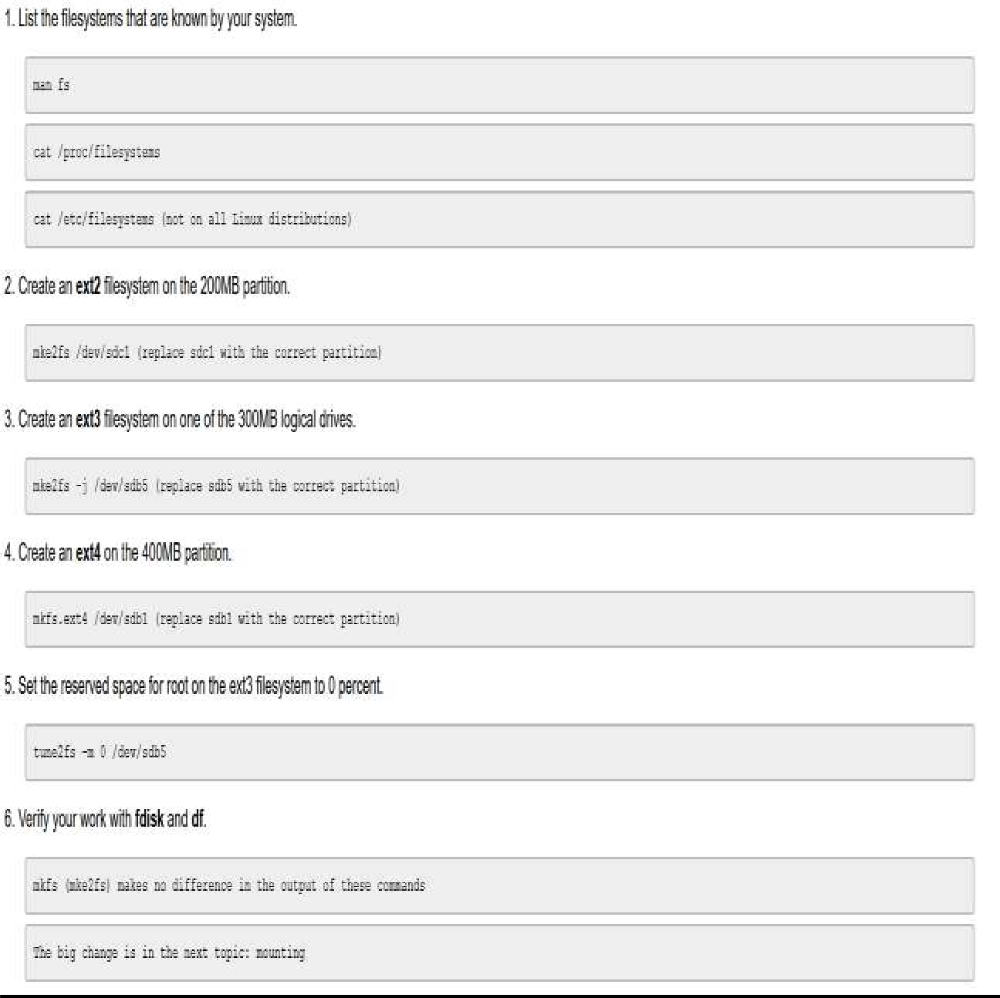 1. List the filesystems that are known by your system.
man fs
cat /proc/filesystems
cat /etc/filesystems (not on all Linux distributions)
2. Create an ext2 filesystem on the 200MB partition.
mke2fs /dev/sdc1 (replace sdc1 with the correct partition)
3. Create an ext3 filesystem on one of the 300MB logical drives.
mke2fs -j /dev/sdb5 (replace sdb5 with the correct partition)
4. Create an ext4 on the 400MB partition.
mkfs.ext4 /dev/sdb1 (replace sdb1 with the correct partition)
5. Set the reserved space for root on the ext3 filesystem to 0 percent.
tune2fs -m 0 /dev/sdb5
6. Verify your work with fdisk and df.
mkfs (mke2fs) makes no difference in the output of these commands
The big change is in the next topic: mounting